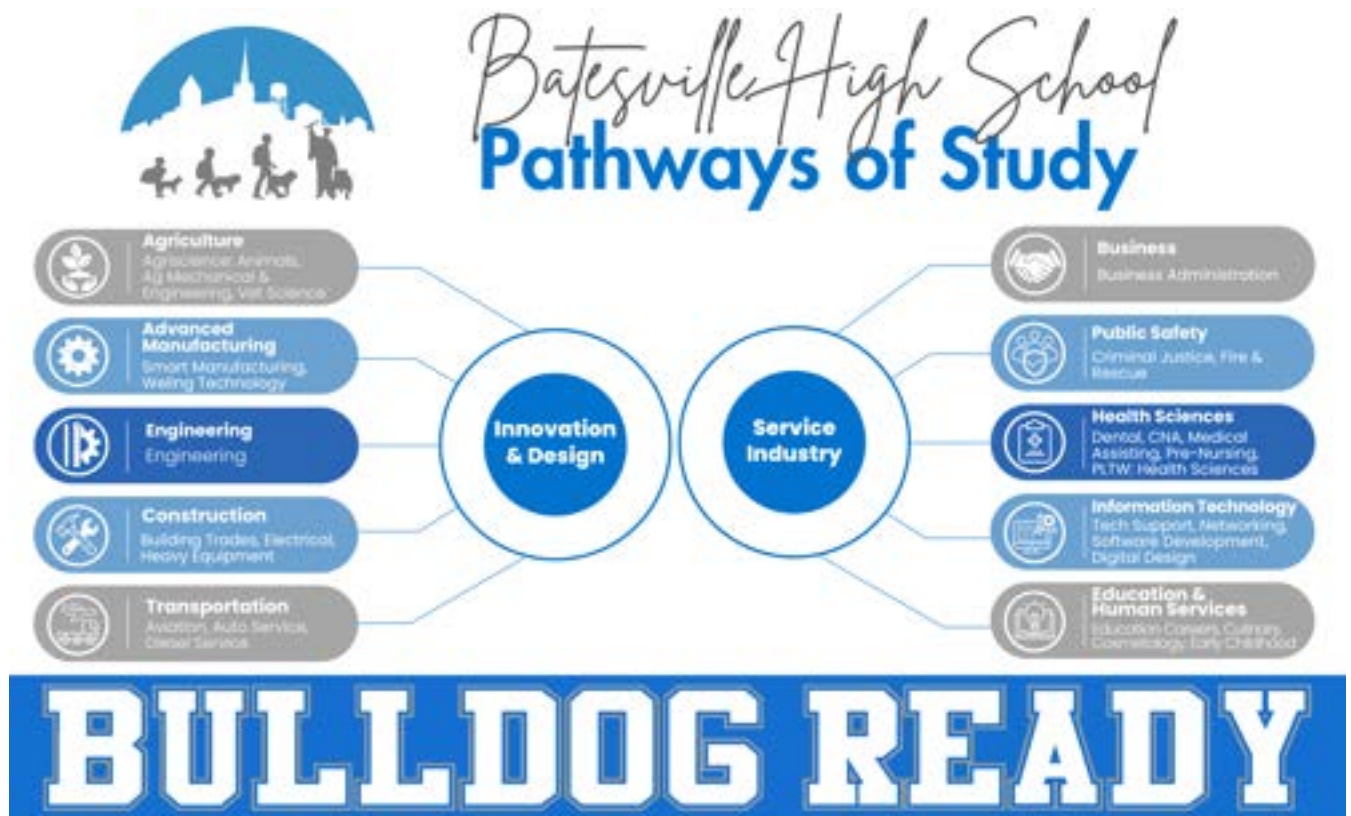 Batesville High School
Pathways of Study
Agriculture
Agriscience: Animals,
Ag Mechanical &
Engineering, Vet Science
Advanced
Manufacturing
Smart Manufacturing,
Weling Technology
Engineering
Engineering
Construction
Building Trades, Electrical,
Heavy Equipment
Transportation
Aviation, Auto Service,
Diesel Service
Innovation
& Design
Service
Industry
Business
Business Administration
Public Safety
Criminal Justice, Fire &
Rescue
Health Sciences
Dental, CNA, Medical
Assisting, Pre-Nursing,
PLTW: Health Sciences
Information Technology
Tech Support, Networking,
Software Development,
Digital Design
Education &
Human Services
Education Careers, Culinary,
Cosmetology, Early Childhood
BULLDOG READY